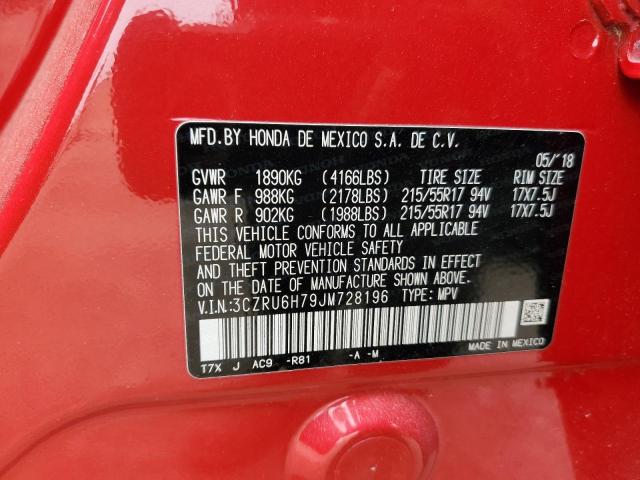 MFD.BY HONDA DE MEXICO S.A. DE C.V.
05/'18
GVWR 1890KG (4166LBS) TIRE SIZE RIM SIZE
GAWR F 988KG (2178LBS) 215/55R17 94V 17X7.5J
GAWR R 902KG (1988LBS) 215/55R17 94V 17X7.5J
THIS VEHICLE CONFORMS TO ALL APPLICABLE
FEDERAL MOTOR VEHICLE SAFETY
AND THEFT PREVENTION STANDARDS IN EFFECT
ON THE DATE OF MANUFACTURE SHOWN ABOVE.
V.I.N.:3CZRU6H79JM728196 TYPE: MPV
MADE IN MEXICO
T7X J AC9 -R81 -A -M